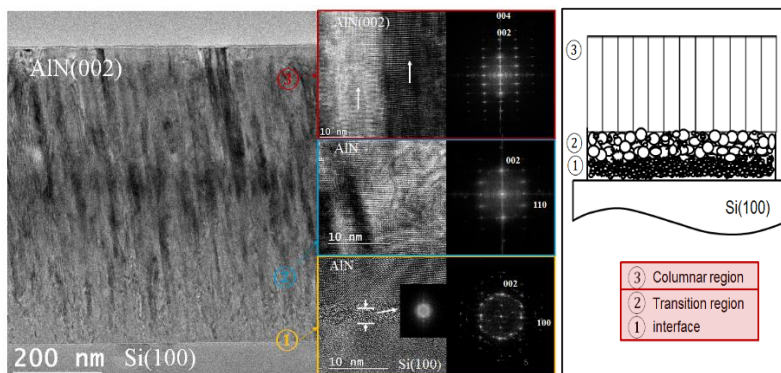 AlN(002)
③
②
①
200 nm
Si(100)
AlN(002)
10 nm
004
002
AlN
10 nm
002
110
AlN
10 nm
Si(100)
002
100
5
③
②
①
Si(100)
③ Columnar region
② Transition region
① interface